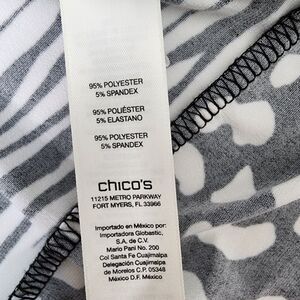 95% POLYESTER
5% SPANDEX
95% POLIÉSTER
5% ELASTANO
95% POLYESTER
5% SPANDEX
chico's
11215 METRO PARKWAY
FORT MYERS, FL 33966
Importado en México por:
Importadora Globastic,
S.A. de C.V.
Mario Pani No. 200
Col Santa Fe Cuajimalpa
Delegación Cuajimalpa
de Morelos C.P. 05348
México D.F. México